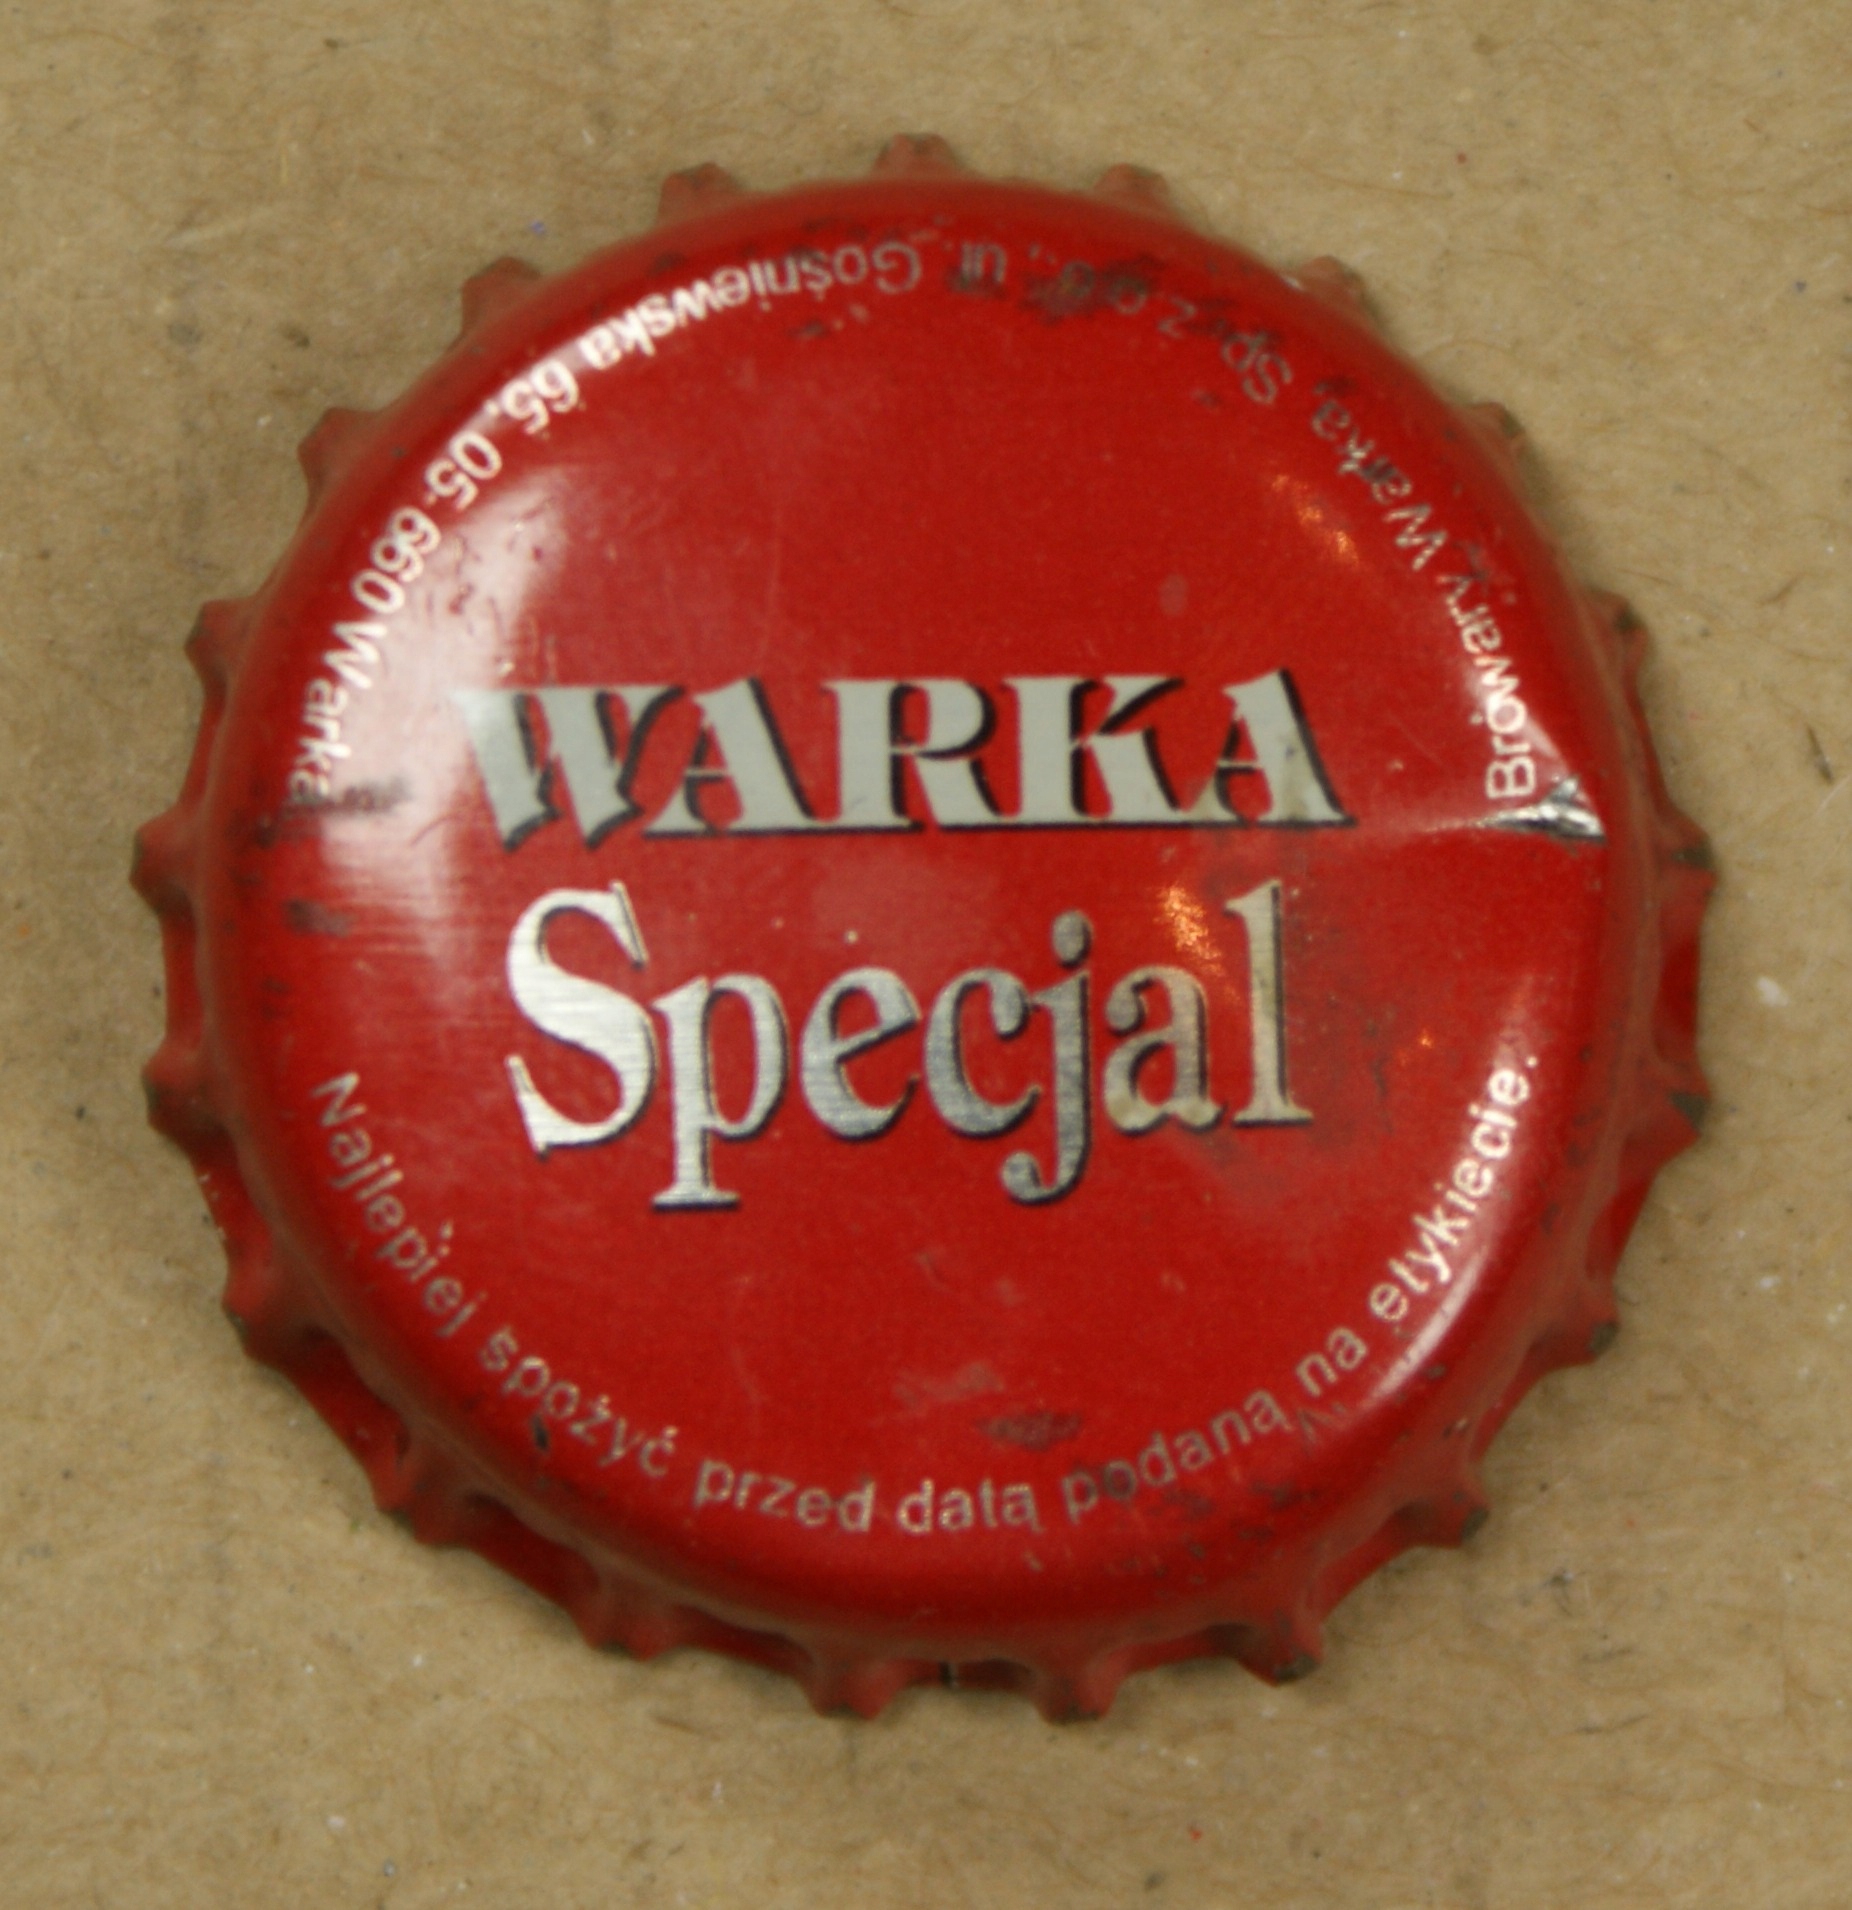 WARKA
Specjal
Browary Warka, Sp. z o.o., ul. Gośniewska 65, 05-660 Warka
Najlepiej spożyć przed datą podaną na etykiecie.